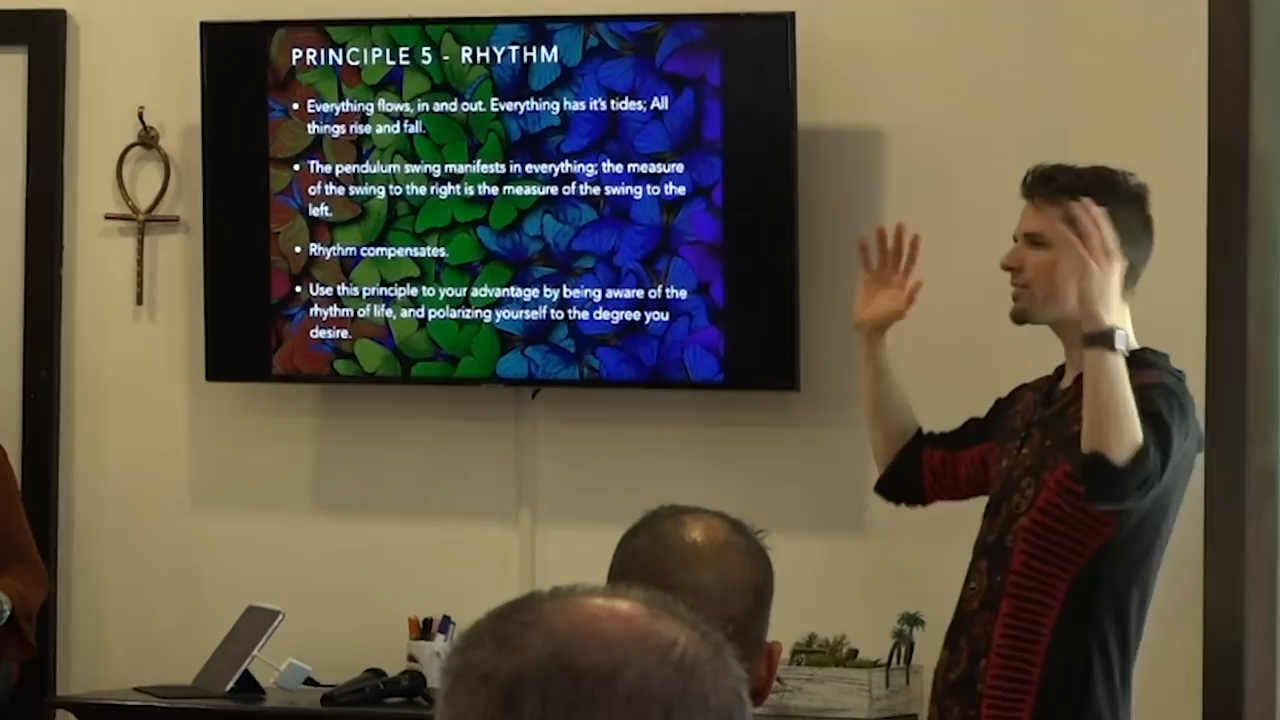 PRINCIPLE 5 - RHYTHM
• Everything flows, in and out. Everything has it's tides; All
things rise and fall.
• The pendulum swing manifests in everything; the measure
of the swing to the right is the measure of the swing to the
left.
• Rhythm compensates.
• Use this principle to your advantage by being aware of the
rhythm of life, and polarizing yourself to the degree you
desire.